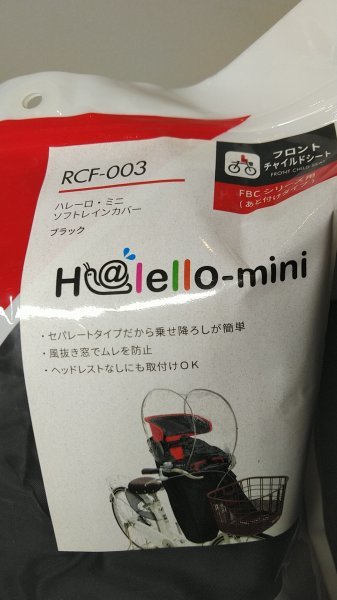 フロント
チャイルドシート
FRONT CHILD SEAT
FBC シリーズ用
(あと付けタイプ)
RCF-003
ハレーロ・ミニ
ソフトレインカバー
ブラック
H@lello-mini
・セパレートタイプだから乗せ降ろしが簡単
・風抜き窓でムレを防止
・ヘッドレストなしにも取付けOK